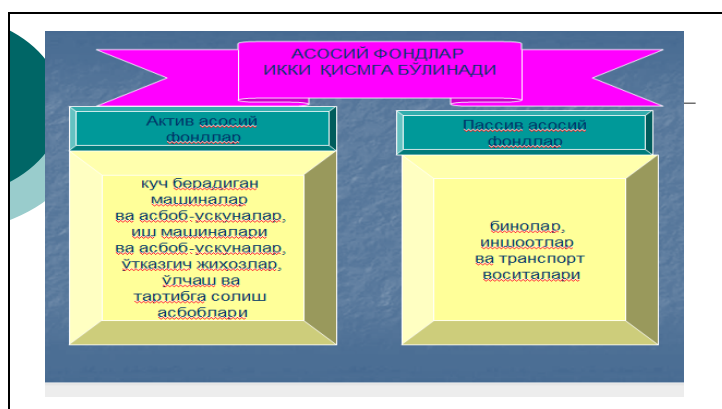 АСОСИЙ ФОНДЛАР
ИККИ ҚИСМГА БЎЛИНАДИ
Актив асосий
фондлар
куч берадиган
машиналар
ва асбоб-ускуналар,
иш машиналари
ва асбоб-ускуналар,
ўтказгич жиҳозлар,
ўлчаш ва
тартибга солиш
асбоблари
Пассив асосий
фондлар
бинолар,
иншоотлар
ва транспорт
воситалари